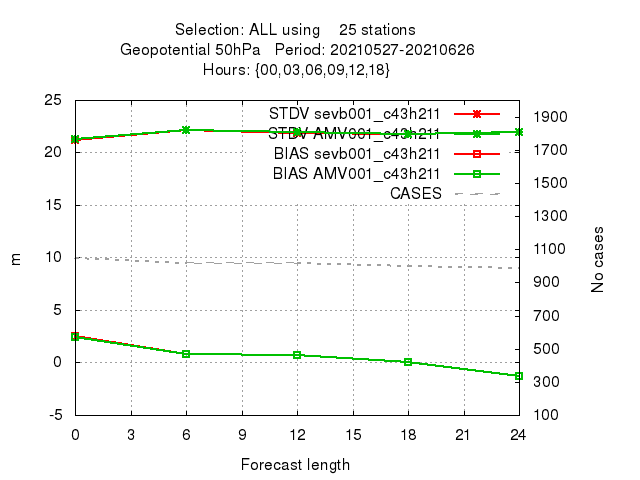 Selection: ALL using 25 stations
Geopotential 50hPa Period: 20210527-20210626
Hours: {00,03,06,09,12,18}
25
20
15
10
5
0
-5
m
STDV sevb001_c43h211
STDV AMV001_c43h211
BIAS sevb001_c43h211
BIAS AMV001_c43h211
CASES
1900
1700
1500
1300
1100
900
700
500
300
100
No cases
0 3 6 9 12 15 18 21 24
Forecast length